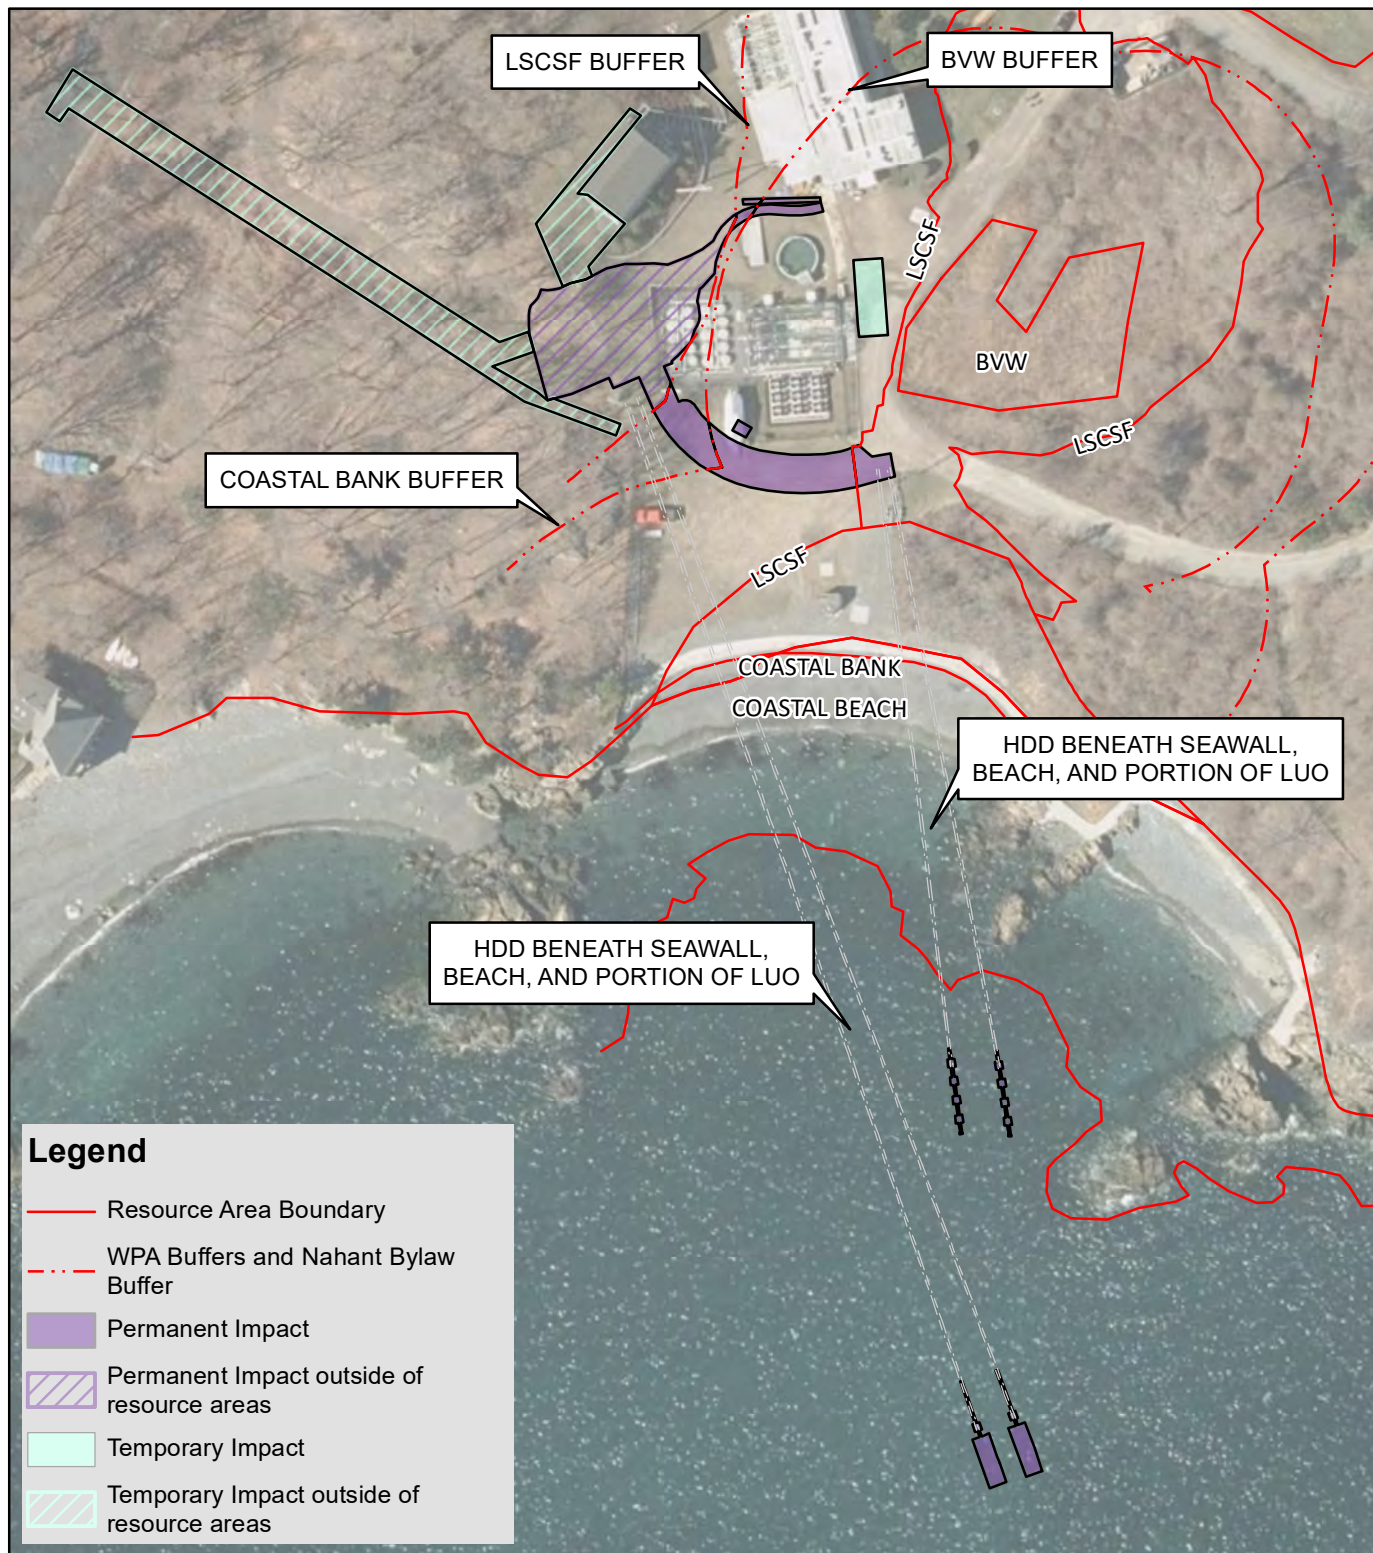 LSCSF BUFFER
BVW BUFFER
LSCSF
BVW
LSCSF
COASTAL BANK BUFFER
LSCSF
COASTAL BANK
COASTAL BEACH
HDD BENEATH SEAWALL,
BEACH, AND PORTION OF LUO
HDD BENEATH SEAWALL,
BEACH, AND PORTION OF LUO
Legend
Resource Area Boundary
WPA Buffers and Nahant Bylaw
Buffer
Permanent Impact
Permanent Impact outside of
resource areas
Temporary Impact
Temporary Impact outside of
resource areas